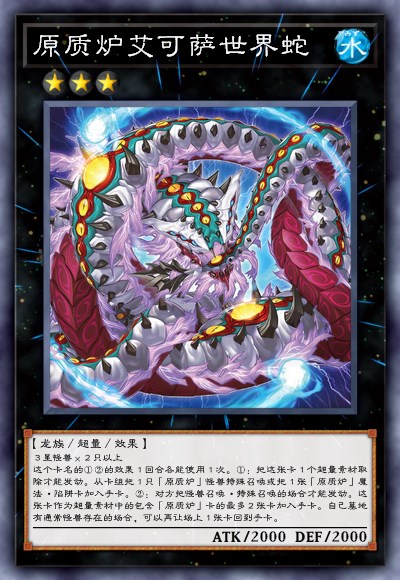 原质炉艾可萨世界蛇
水
【龙族／超量／效果】
3星怪兽×2只以上
这个卡名的①②的效果1回合各能使用1次。①：把这张卡1个超量素材取
除才能发动。从卡组把1只「原质炉」怪兽特殊召唤或把1张「原质炉」魔
法·陷阱卡加入手卡。②：对方把怪兽召唤·特殊召唤的场合才能发动。这
张卡作为超量素材中的包含「原质炉」卡的最多2张卡加入手卡。自己墓地
有通常怪兽存在的场合，可以再让场上1张卡回到手卡。
ATK/2000 DEF/2000